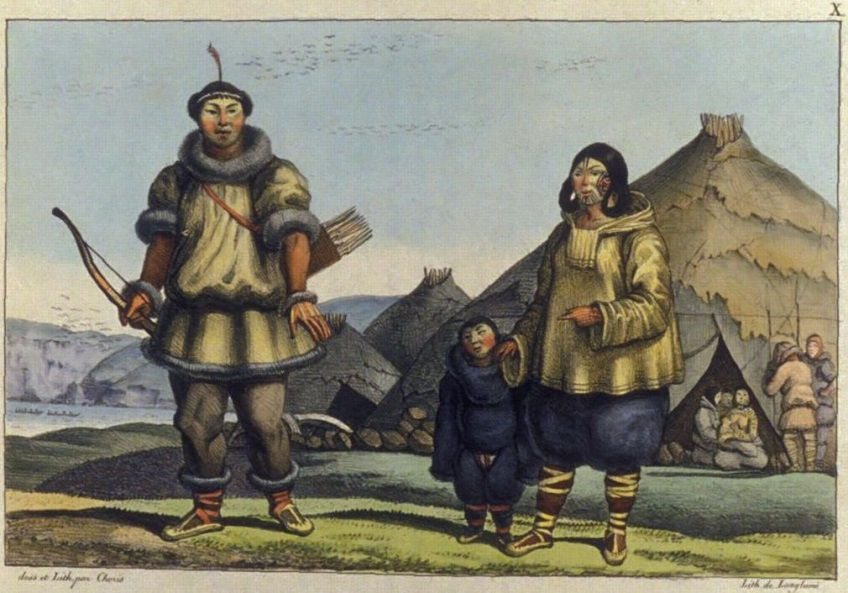 X.
dess et Lith. par Choris
Lith. de Langlumé